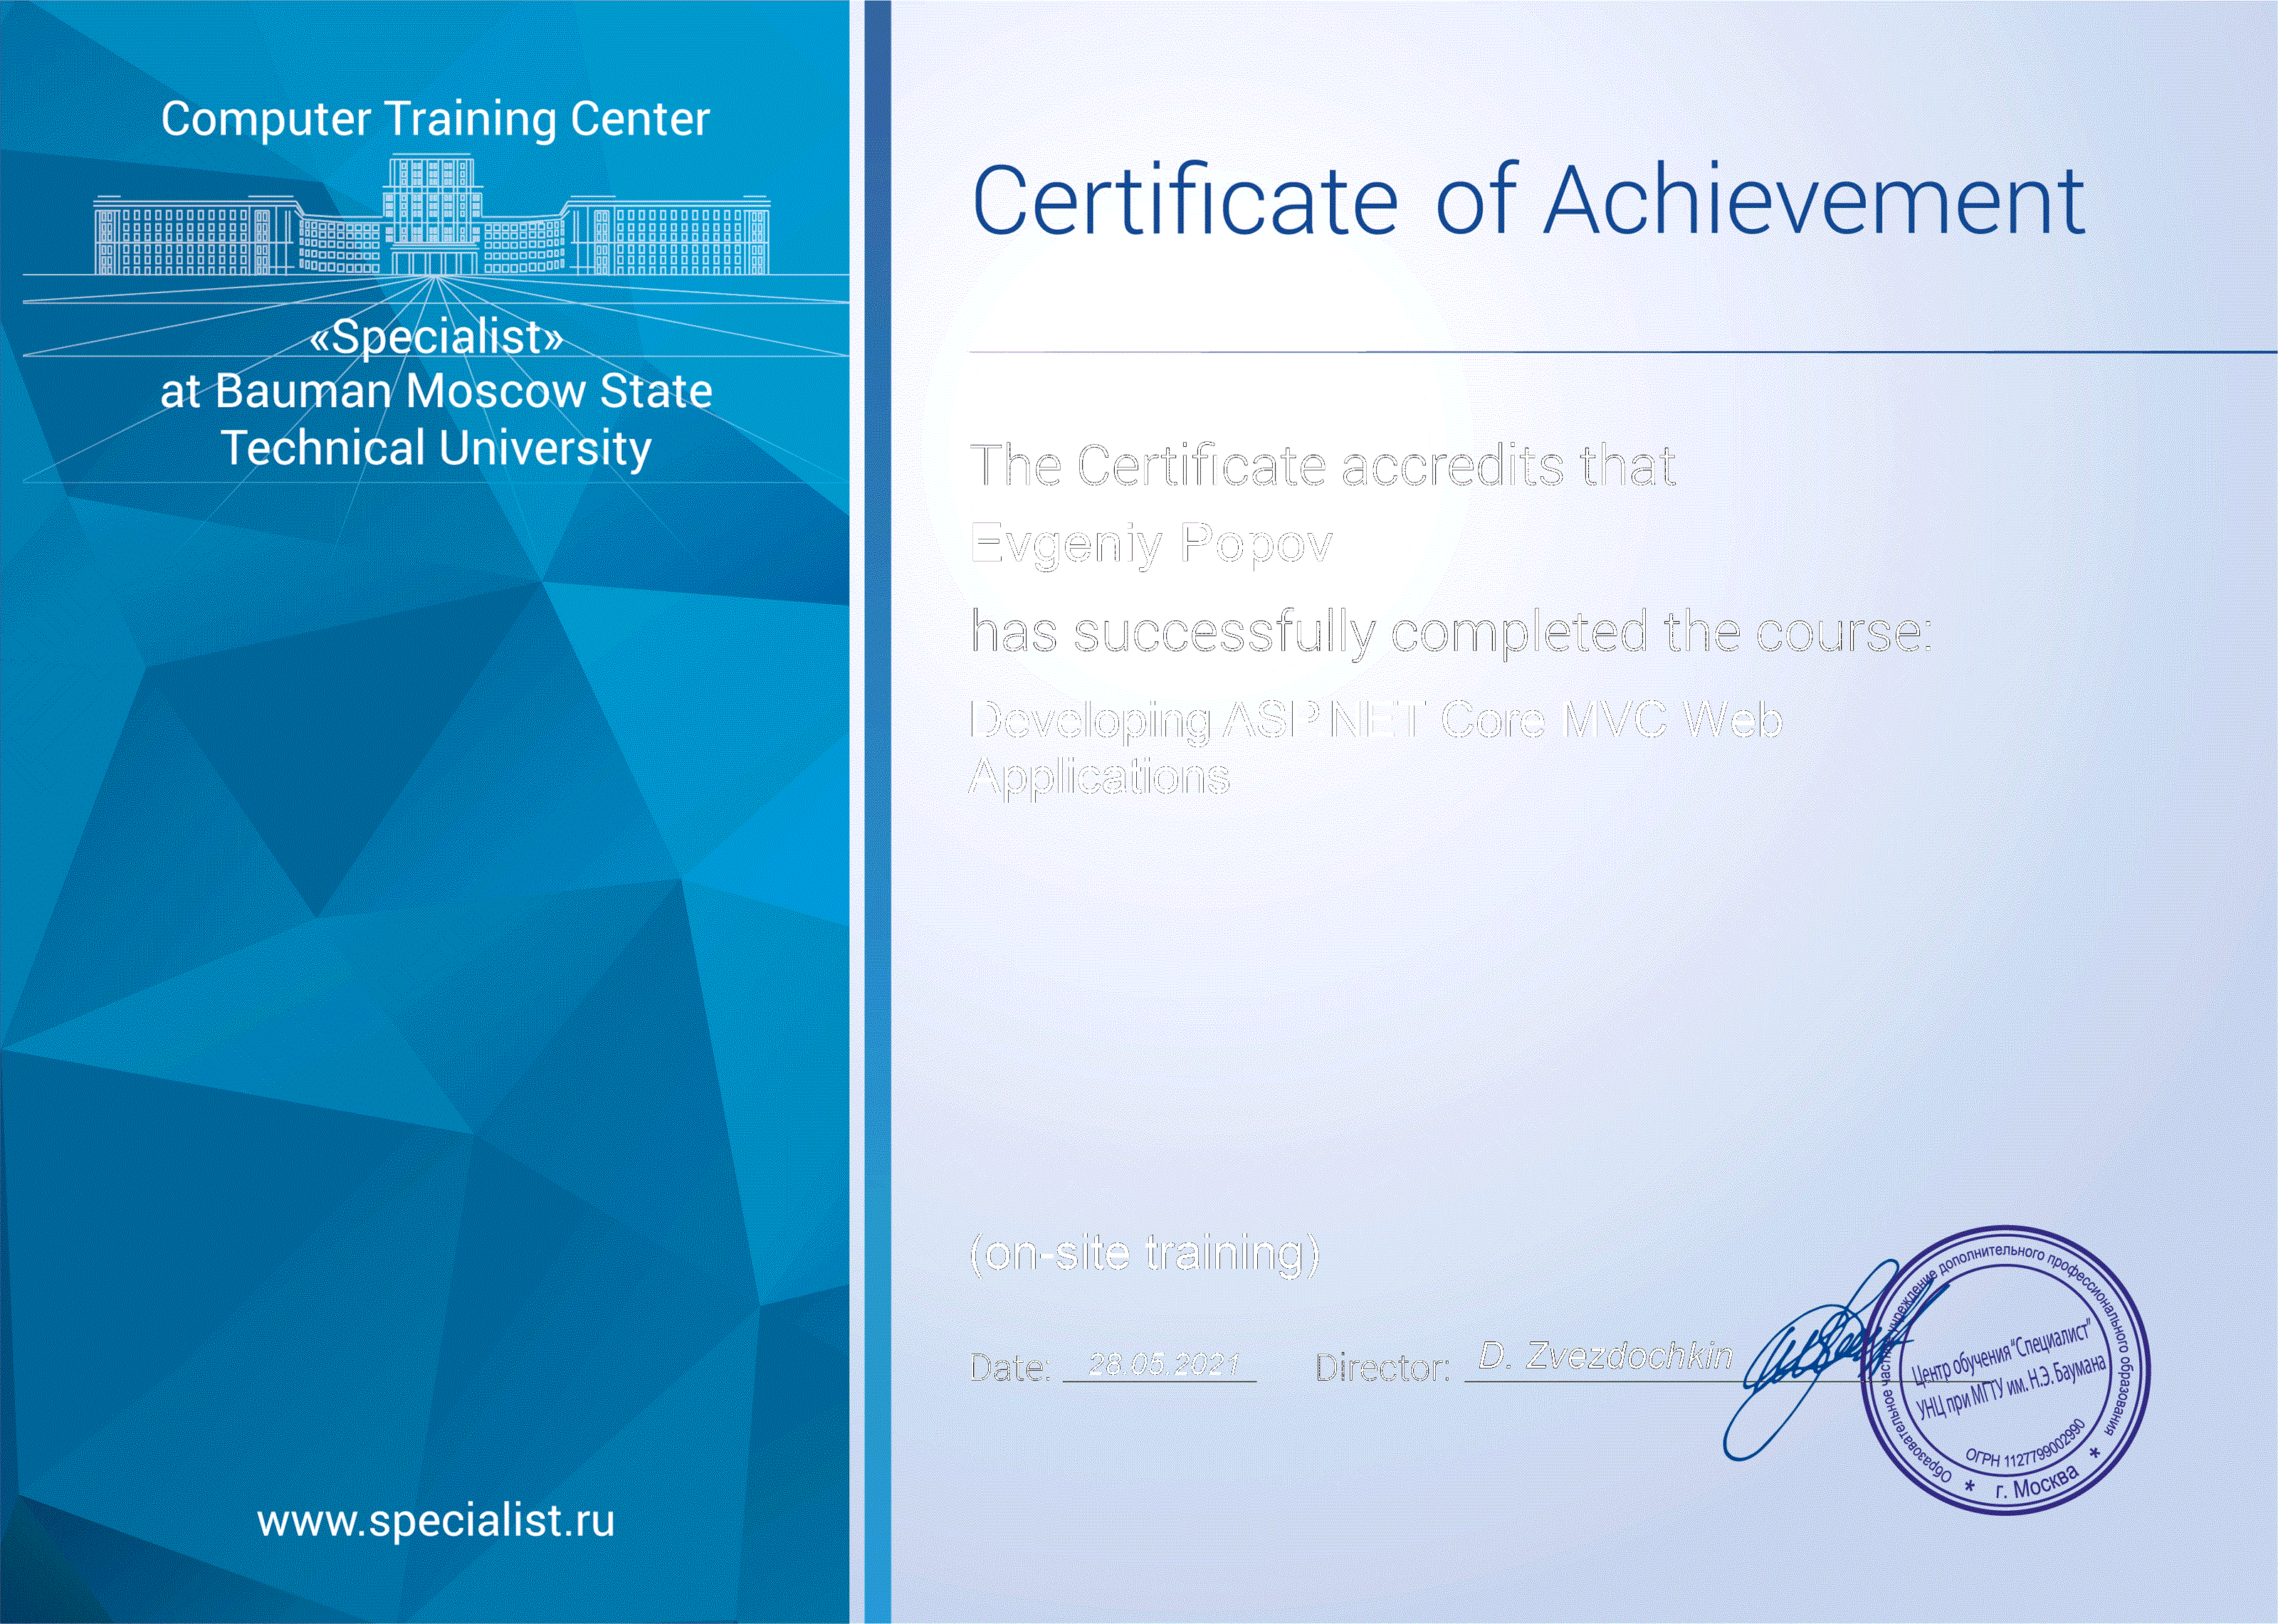 Computer Training Center
«Specialist»
at Bauman Moscow State
Technical University
www.specialist.ru
Certificate of Achievement
The Certificate accredits that
Evgeniy Popov
has successfully completed the course:
Developing ASP.NET Core MVC Web
Applications
(on-site training)
Date: 28.05.2021 Director: D. Zvezdochkin
Образовательное частное учреждение дополнительного профессионального образования
Центр обучения "Специалист"
УНЦ при МГТУ им. Н.Э. Баумана
ОГРН 1127799002990
* г. Москва *